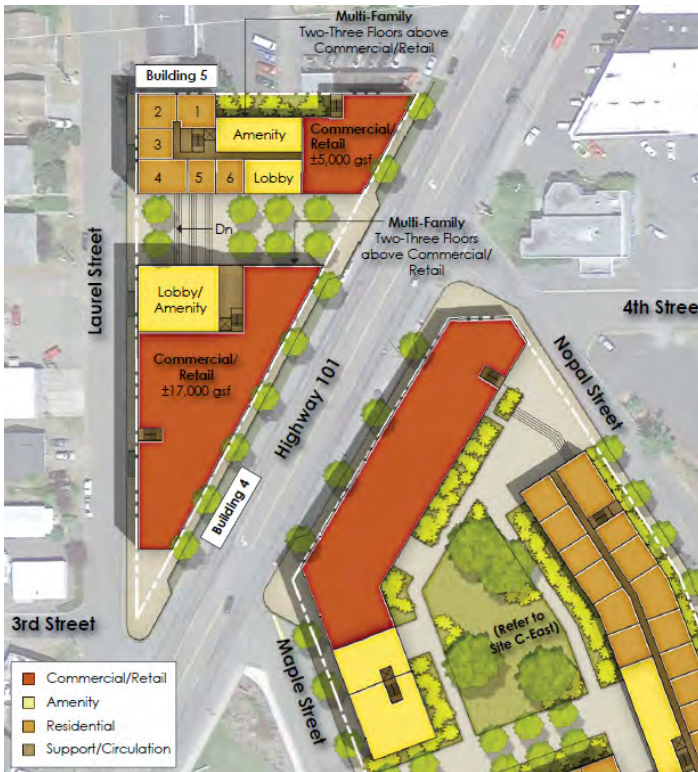 Multi-Family
Two-Three Floors above
Commercial/Retail
Building 5
2
1
3
Amenity
Commercial/
Retail
±5,000 gsf
4
5
6
Lobby
Dn
Multi-Family
Two-Three Floors
above Commercial/
Retail
Laurel Street
Lobby/
Amenity
Commercial/
Retail
±17,000 gsf
Highway 101
Building 4
4th Stree
Nopal Street
3rd Street
Maple Street
(Refer to
Site C-East)
Commercial/Retail
Amenity
Residential
Support/Circulation